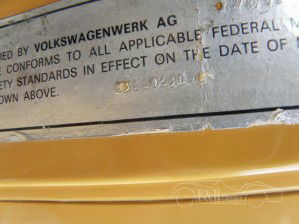 RED BY VOLKSWAGENWERK AG
E CONFORMS TO ALL APPLICABLE FEDERAL
ETY STANDARDS IN EFFECT ON THE DATE OF
OWN ABOVE.